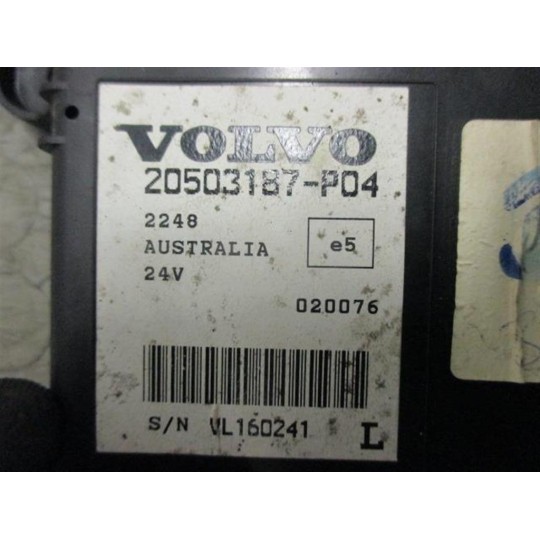 VOLVO
20503187-P04
2248
AUSTRALIA
24V
e5
020076
S/N VL160241
L